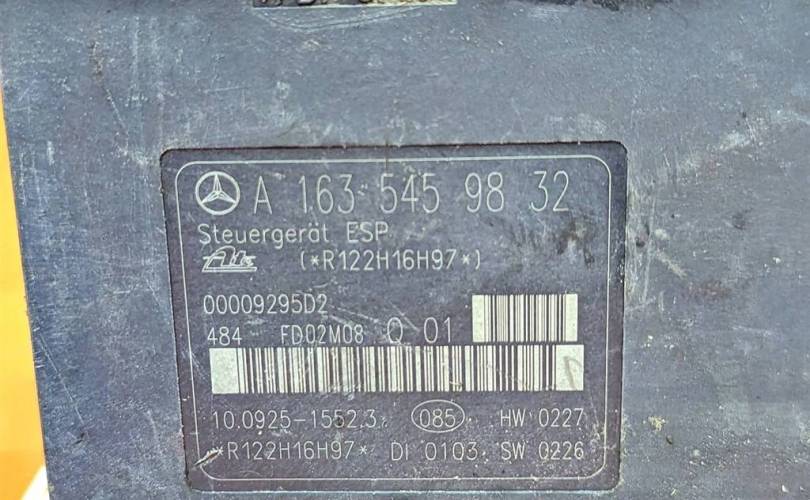 A 163 545 98 32
Steuergerät ESP
Ate (*R122H16H97*)
00009295D2
484 FD02M08 Q 01
10.0925-1552.3 085 HW 0227
*R122H16H97* DI 0103 SW 0226